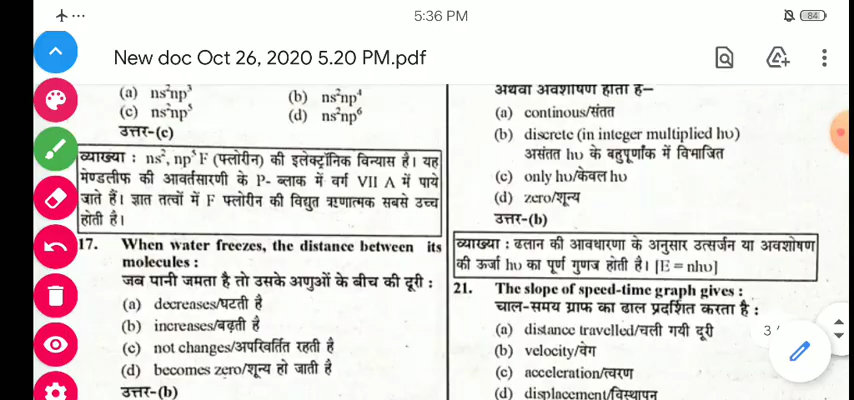 5:36 PM
84
New doc Oct 26, 2020 5.20 PM.pdf
(a) ns²np³
(b) ns²np⁴
(c) ns²np⁵
(d) ns²np⁶
उत्तर-(c)
व्याख्या : ns², np⁵ F (फ्लोरीन) की इलेक्ट्रॉनिक विन्यास है। यह
मेण्डलीफ की आवर्तसारणी के P- ब्लाक में वर्ग VII A में पाये
जाते हैं। ज्ञात तत्वों में F फ्लोरीन की विद्युत ऋणात्मक सबसे उच्च
होती है।
17. When water freezes, the distance between its
molecules :
जब पानी जमता है तो उसके अणुओं के बीच की दूरी :
(a) decreases/घटती है
(b) increases/बढ़ती है
(c) not changes/अपरिवर्तित रहती है
(d) becomes zero/शून्य हो जाती है
उत्तर-(b)
अथवा अवशोषण होता है—
(a) continous/संतत
(b) discrete (in integer multiplied hυ)
असंतत hυ के बहुपूर्णांक में विभाजित
(c) only hυ/केवल hυ
(d) zero/शून्य
उत्तर-(b)
व्याख्या : ढलान की आवधारणा के अनुसार उत्सर्जन या अवशोषण
की ऊर्जा hυ का पूर्ण गुणज होती है। [E = nhυ]
21. The slope of speed-time graph gives :
चाल-समय ग्राफ का ढाल प्रदर्शित करता है :
(a) distance travelled/चली गयी दूरी
(b) velocity/वेग
(c) acceleration/त्वरण
(d) displacement/विस्थापन
3 /